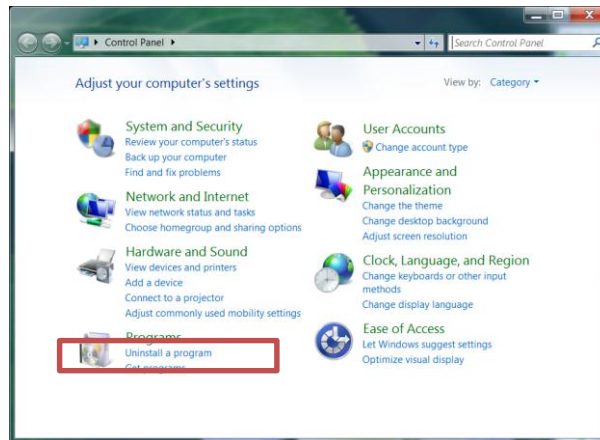 Control Panel
Search Control Panel
Adjust your computer's settings
View by: Category
System and Security
Review your computer's status
Back up your computer
Find and fix problems
Network and Internet
View network status and tasks
Choose homegroup and sharing options
Hardware and Sound
View devices and printers
Add a device
Connect to a projector
Adjust commonly used mobility settings
Programs
Uninstall a program
Get programs
User Accounts
Change account type
Appearance and
Personalization
Change the theme
Change desktop background
Adjust screen resolution
Clock, Language, and Region
Change keyboards or other input
methods
Change display language
Ease of Access
Let Windows suggest settings
Optimize visual display